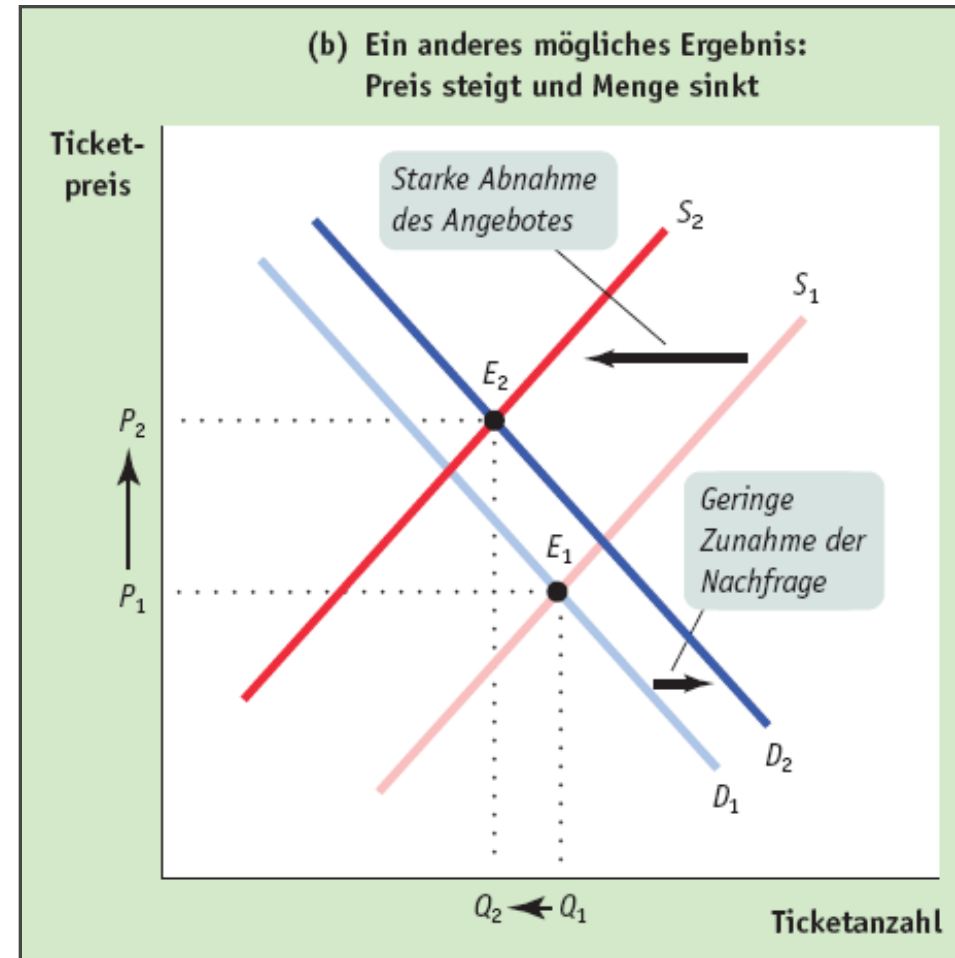 (b) Ein anderes mögliches Ergebnis:
Preis steigt und Menge sinkt
Ticket-
preis
Starke Abnahme
des Angebotes
S₂
S₁
E₂
P₂
Geringe
Zunahme der
Nachfrage
E₁
P₁
D₂
D₁
Q₂
Q₁
Ticketanzahl